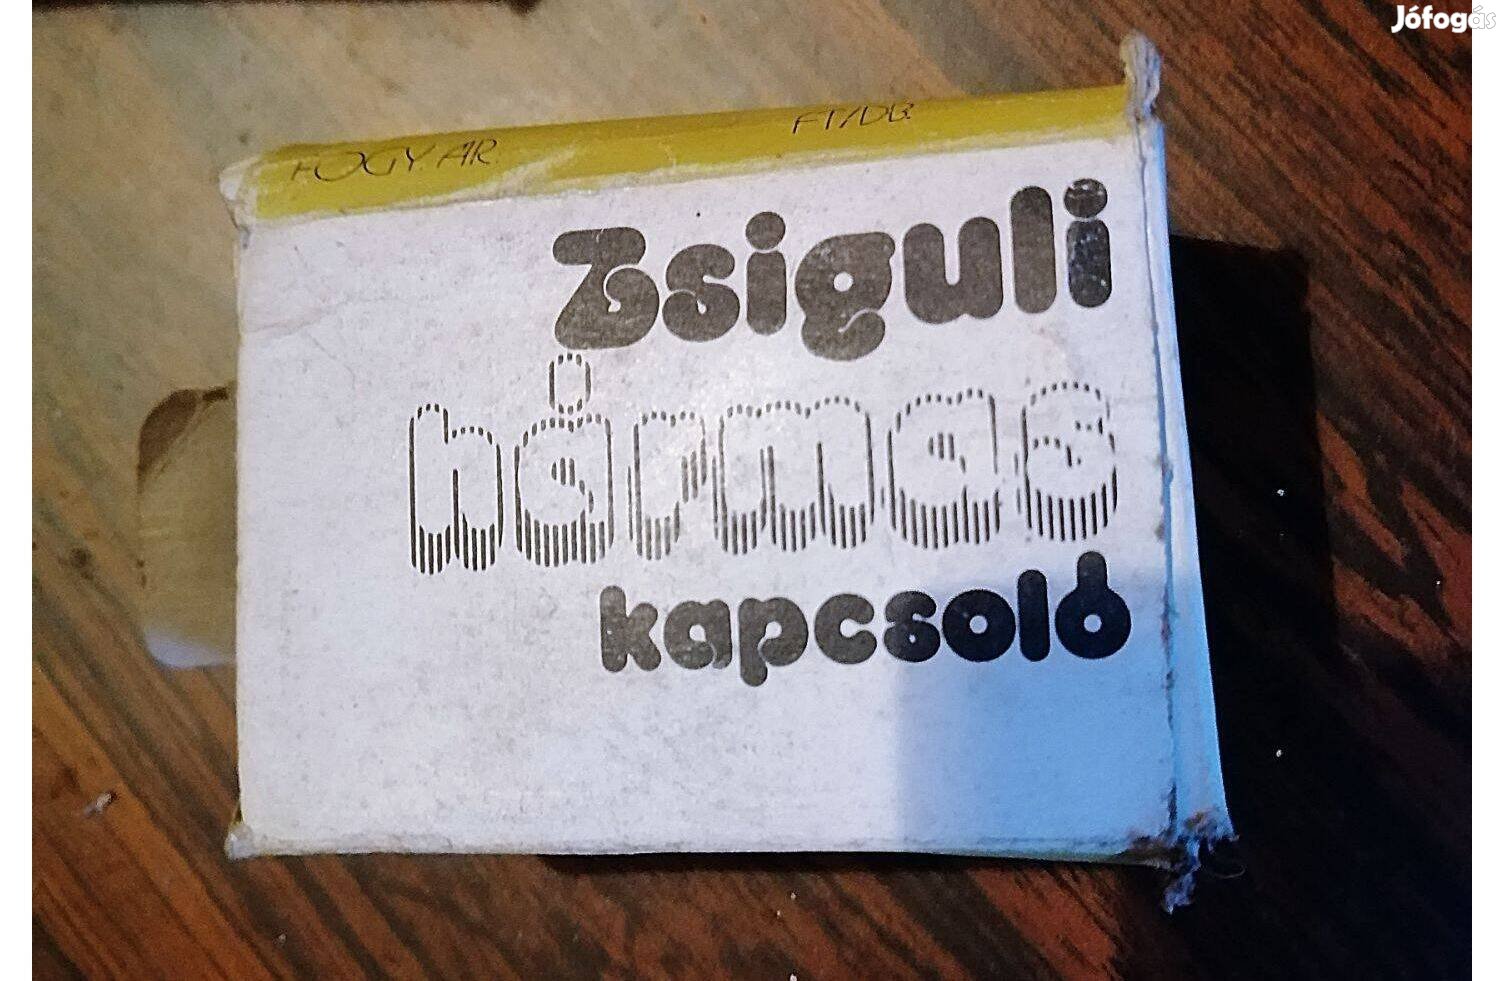 Jófogás
FOGY. ÁR. FT/DB.
Zsiguli
hármas
kapcsoló